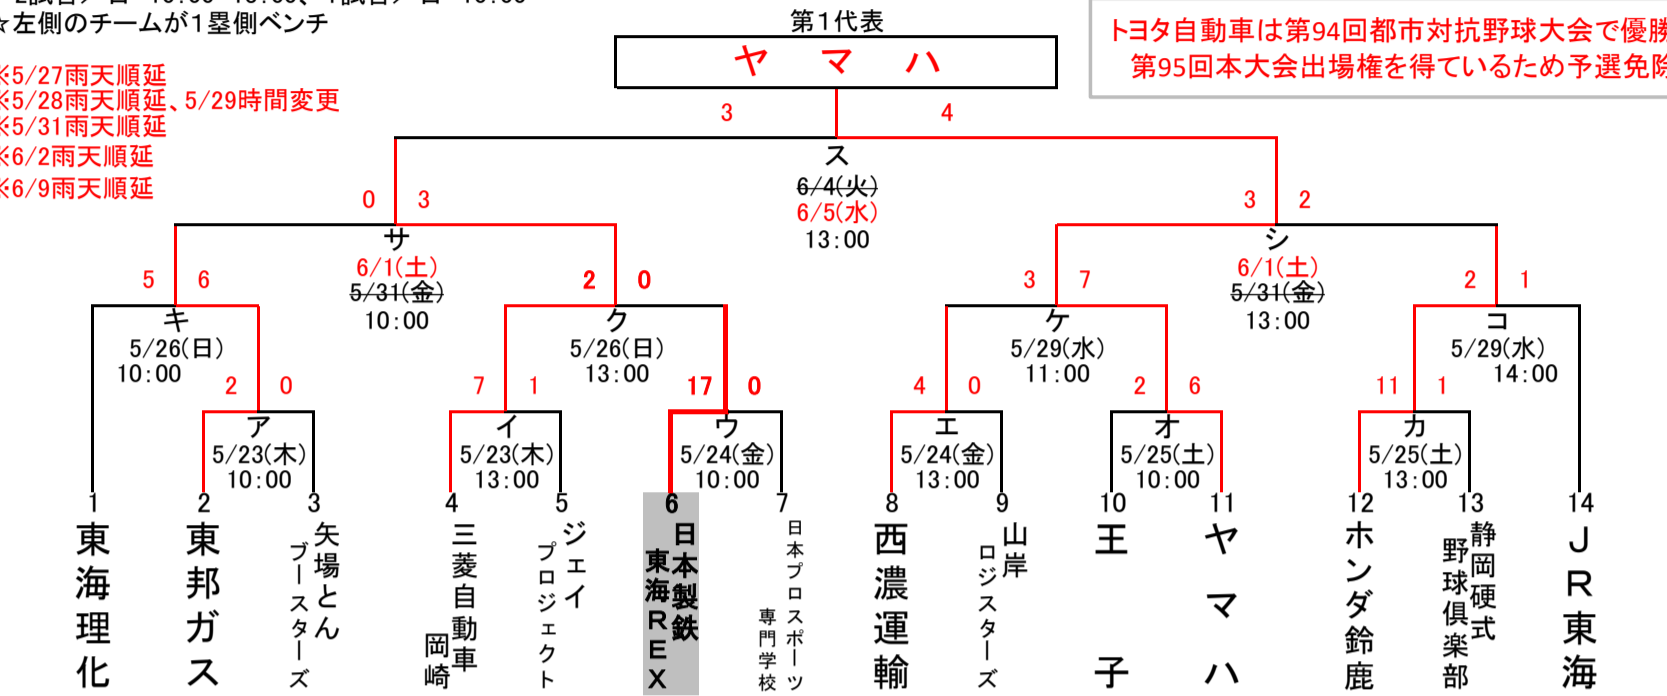 ☆左側のチームが1塁側ベンチ
※5/27雨天順延
※5/28雨天順延、5/29時間変更
※5/31雨天順延
※6/2雨天順延
※6/9雨天順延
第1代表
ヤマハ
トヨタ自動車は第94回都市対抗野球大会で優勝
第95回本大会出場権を得ているため予選免除
3 4
ス
6/4(火)
6/5(水)
13:00
0 3
サ
6/1(土)
5/31(金)
10:00
3 2
シ
6/1(土)
5/31(金)
13:00
5 6
キ
5/26(日)
10:00
2 0
ク
5/26(日)
13:00
3 7
ケ
5/29(水)
11:00
2 1
コ
5/29(水)
14:00
2 0
ア
5/23(木)
10:00
7 1
イ
5/23(木)
13:00
17 0
ウ
5/24(金)
10:00
4 0
エ
5/24(金)
13:00
2 6
オ
5/25(土)
10:00
11 1
カ
5/25(土)
13:00
1
東海理化
2
東邦ガス
3
矢場とん
ブースターズ
4
三菱自動車
岡崎
5
ジェイ
プロジェクト
6
日本製鉄
東海REX
7
日本プロスポーツ
専門学校
8
西濃運輸
9
山岸
ロジスターズ
10
王子
11
ヤマハ
12
ホンダ鈴鹿
13
静岡硬式
野球倶楽部
14
JR東海